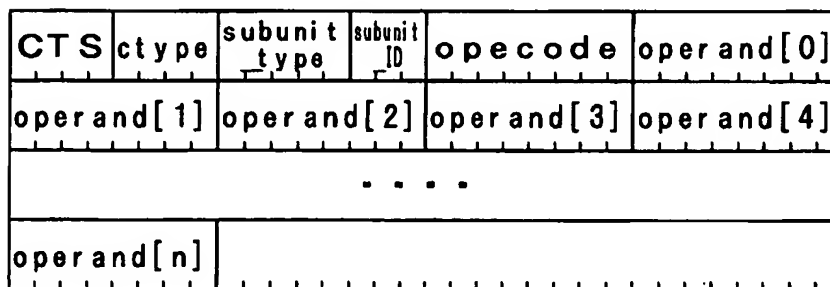 CTS ctype subunit_type subunit_ID opecode operand[0]
operand[1] operand[2] operand[3] operand[4]
....
operand[n]